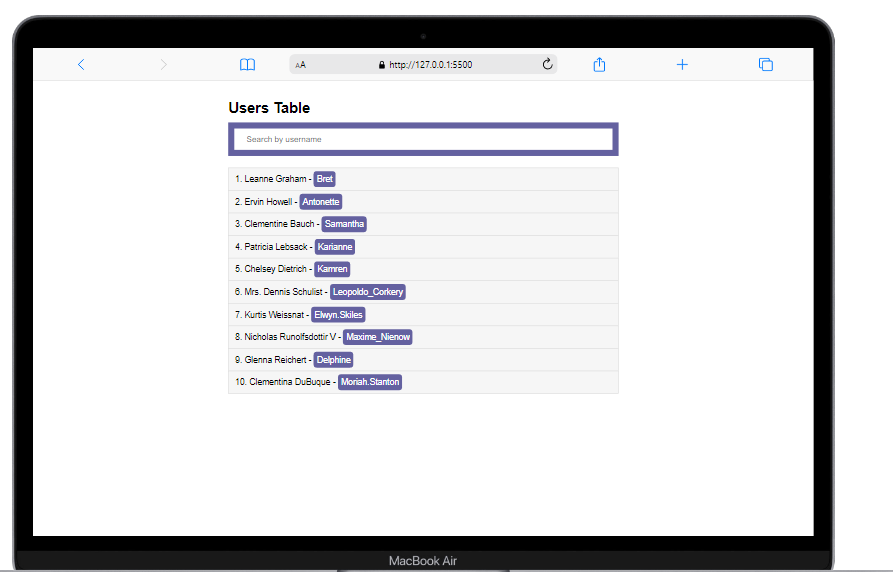 AA http://127.0.0.1:5500
Users Table
Search by username
1. Leanne Graham - Bret
2. Ervin Howell - Antonette
3. Clementine Bauch - Samantha
4. Patricia Lebsack - Karianne
5. Chelsey Dietrich - Kamren
6. Mrs. Dennis Schulist - Leopoldo_Corkery
7. Kurtis Weissnat - Elwyn.Skiles
8. Nicholas Runolfsdottir V - Maxime_Nienow
9. Glenna Reichert - Delphine
10. Clementina DuBuque - Moriah.Stanton
MacBook Air